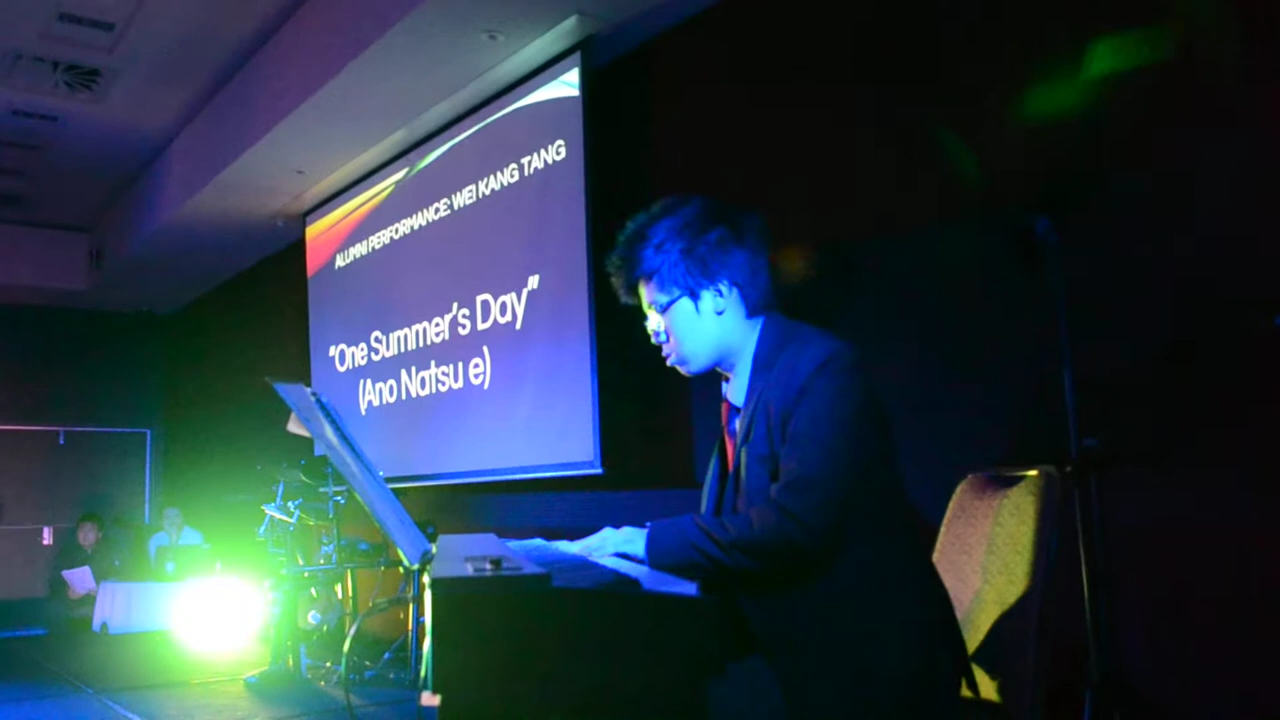 ALUMNI PERFORMANCE: WEI KANG TANG
"One Summer's Day"
(Ano Natsu e)